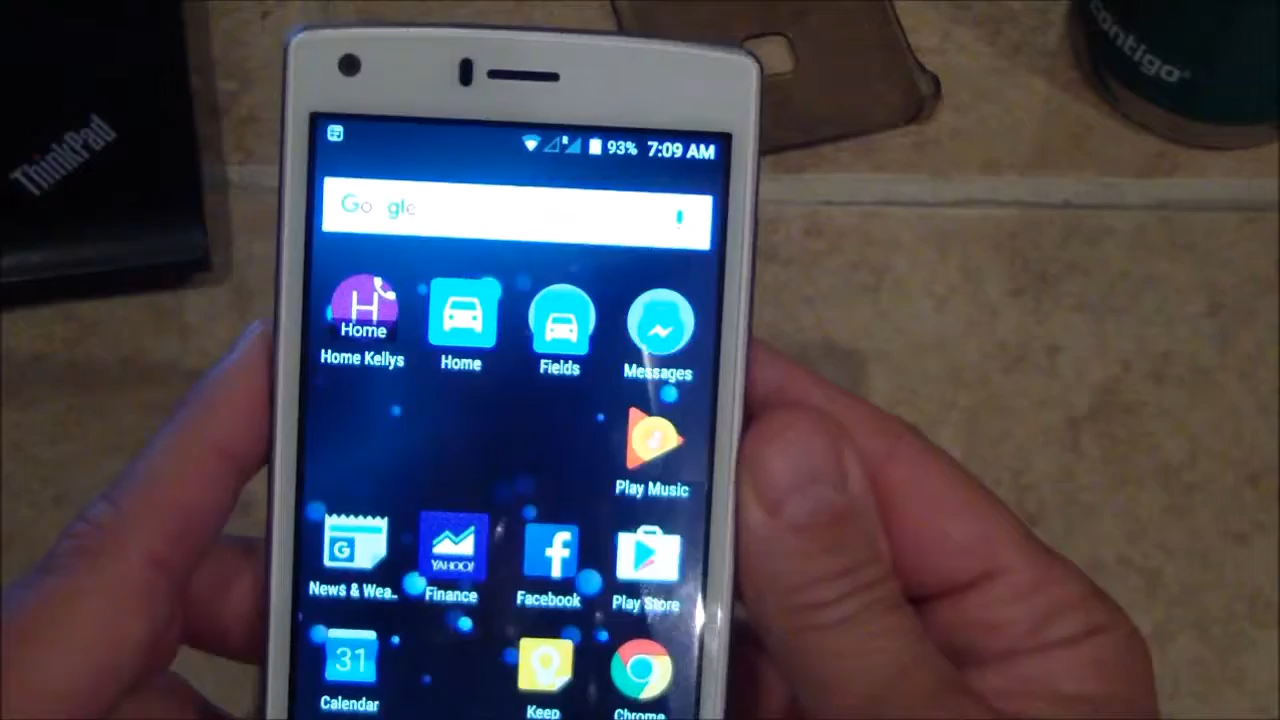 contigo
ThinkPad
93% 7:09 AM
Google
H
Home
Home Kellys
Home
Fields
Messages
Play Music
G
YAHOO!
News & Wea..
Finance
Facebook
Play Store
31
Calendar
Keep
Chrome